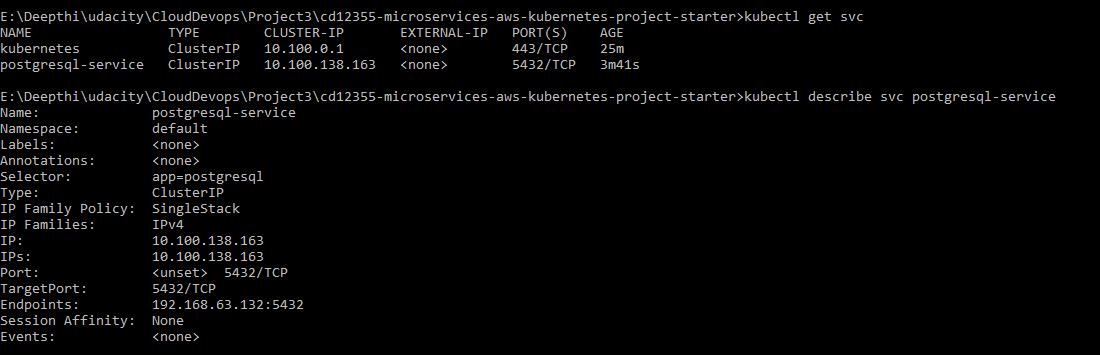 E:\Deepthi\udacity\CloudDevops\Project3\cd12355-microservices-aws-kubernetes-project-starter>kubectl get svc
NAME                 TYPE        CLUSTER-IP       EXTERNAL-IP   PORT(S)    AGE
kubernetes           ClusterIP   10.100.0.1       <none>        443/TCP    25m
postgresql-service   ClusterIP   10.100.138.163   <none>        5432/TCP   3m41s
E:\Deepthi\udacity\CloudDevops\Project3\cd12355-microservices-aws-kubernetes-project-starter>kubectl describe svc postgresql-service
Name:              postgresql-service
Namespace:         default
Labels:            <none>
Annotations:       <none>
Selector:          app=postgresql
Type:              ClusterIP
IP Family Policy:  SingleStack
IP Families:       IPv4
IP:                10.100.138.163
IPs:               10.100.138.163
Port:              <unset>  5432/TCP
TargetPort:        5432/TCP
Endpoints:         192.168.63.132:5432
Session Affinity:  None
Events:            <none>